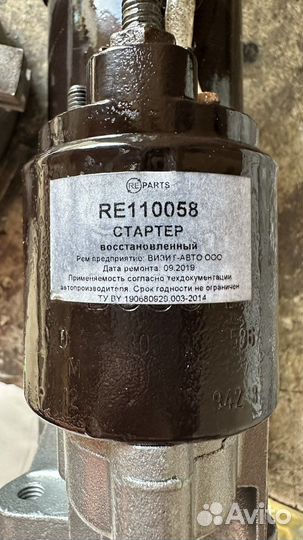 RE PARTS
RE110058
СТАРТЕР
восстановленный
Рем предприятие: ВИЗИТ-АВТО ООО
Дата ремонта: 09.2019
Применяемость согласно техдокументации
автопроизводителя. Срок годности не ограничен
ТУ BY 190680920.003-2014
Avito